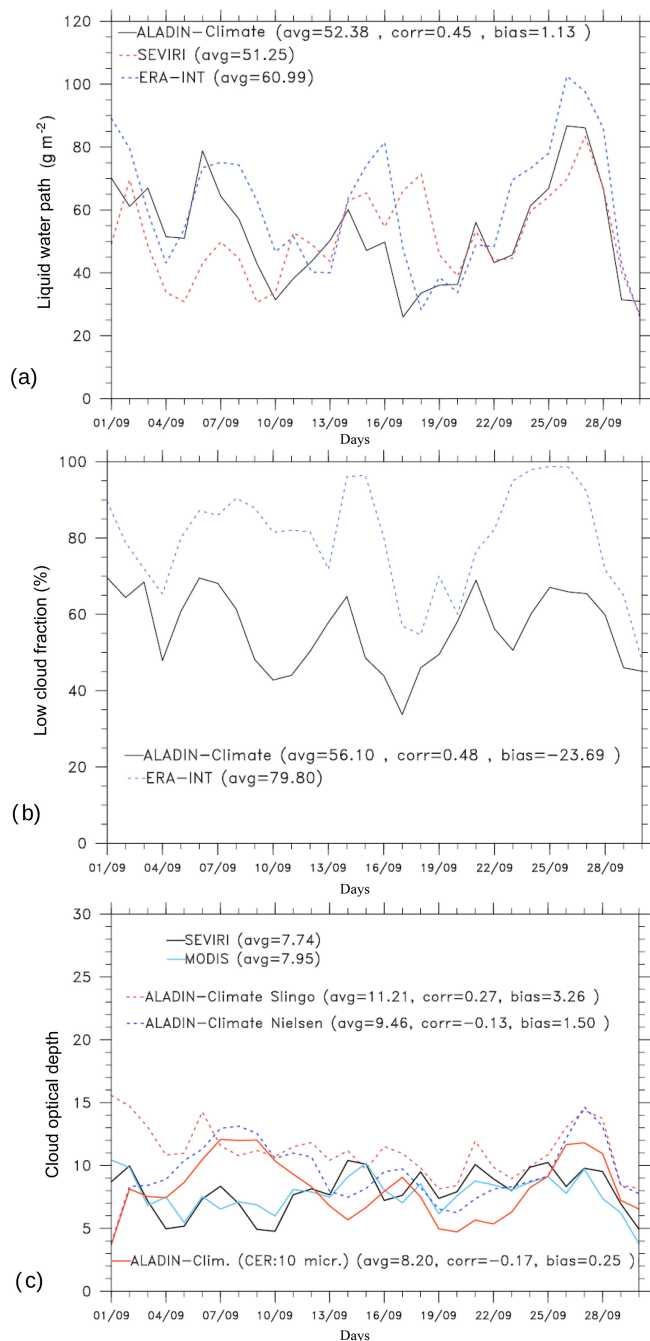 ALADIN-Climate (avg=52.38 , corr=0.45 , bias=1.13 )
SEVIRI (avg=51.25)
ERA-INT (avg=60.99)
120
100
80
60
40
20
0
Liquid water path (g m-2)
(a)
01/09 04/09 07/09 10/09 13/09 16/09 19/09 22/09 25/09 28/09
Days
100
80
60
40
20
0
Low cloud fraction (%)
ALADIN-Climate (avg=56.10 , corr=0.48 , bias=-23.69 )
ERA-INT (avg=79.80)
(b)
01/09 04/09 07/09 10/09 13/09 16/09 19/09 22/09 25/09 28/09
Days
30
25
20
15
10
5
0
Cloud optical depth
SEVIRI (avg=7.74)
MODIS (avg=7.95)
ALADIN-Climate Slingo (avg=11.21, corr=0.27, bias=3.26 )
ALADIN-Climate Nielsen (avg=9.46, corr=-0.13, bias=1.50 )
ALADIN-Clim. (CER:10 micr.) (avg=8.20, corr=-0.17, bias=0.25 )
(c)
01/09 04/09 07/09 10/09 13/09 16/09 19/09 22/09 25/09 28/09
Days